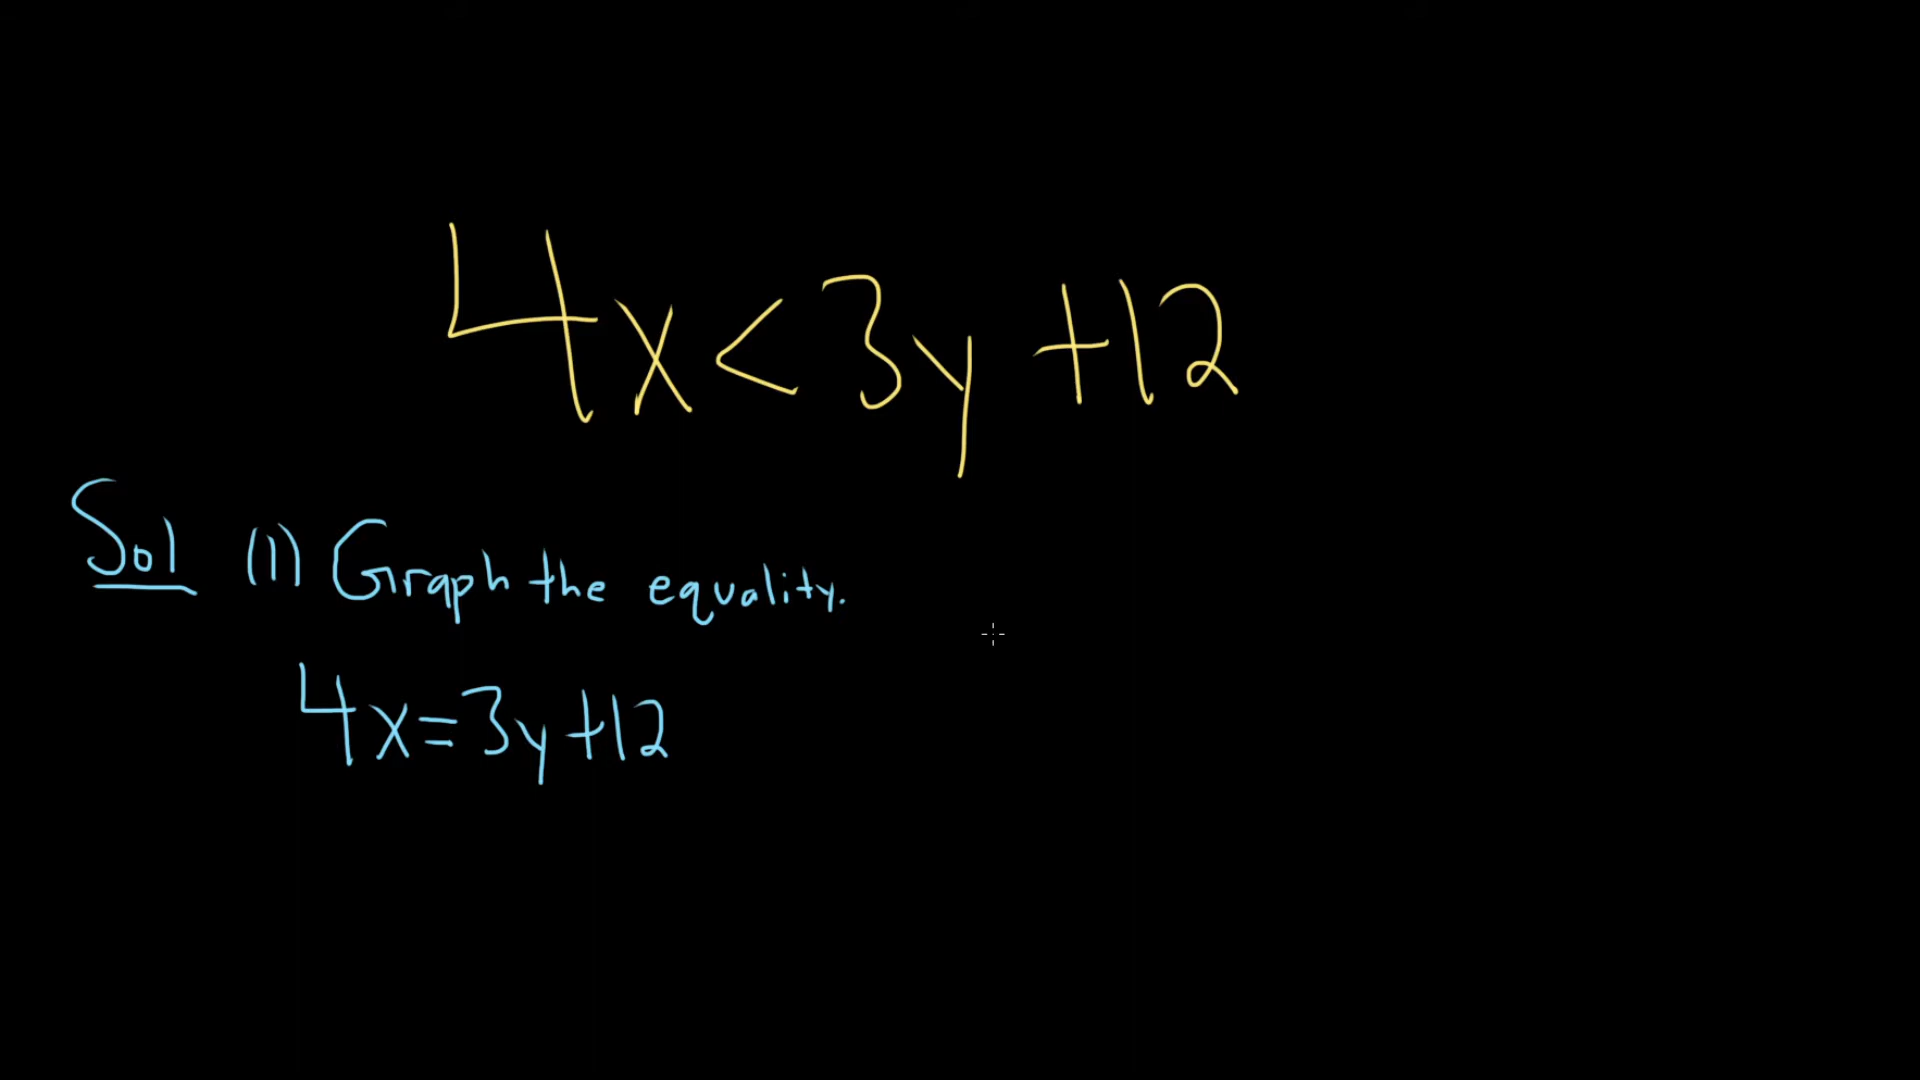 4x<3y+12
Sol (1) Graph the equality.
4x=3y+12